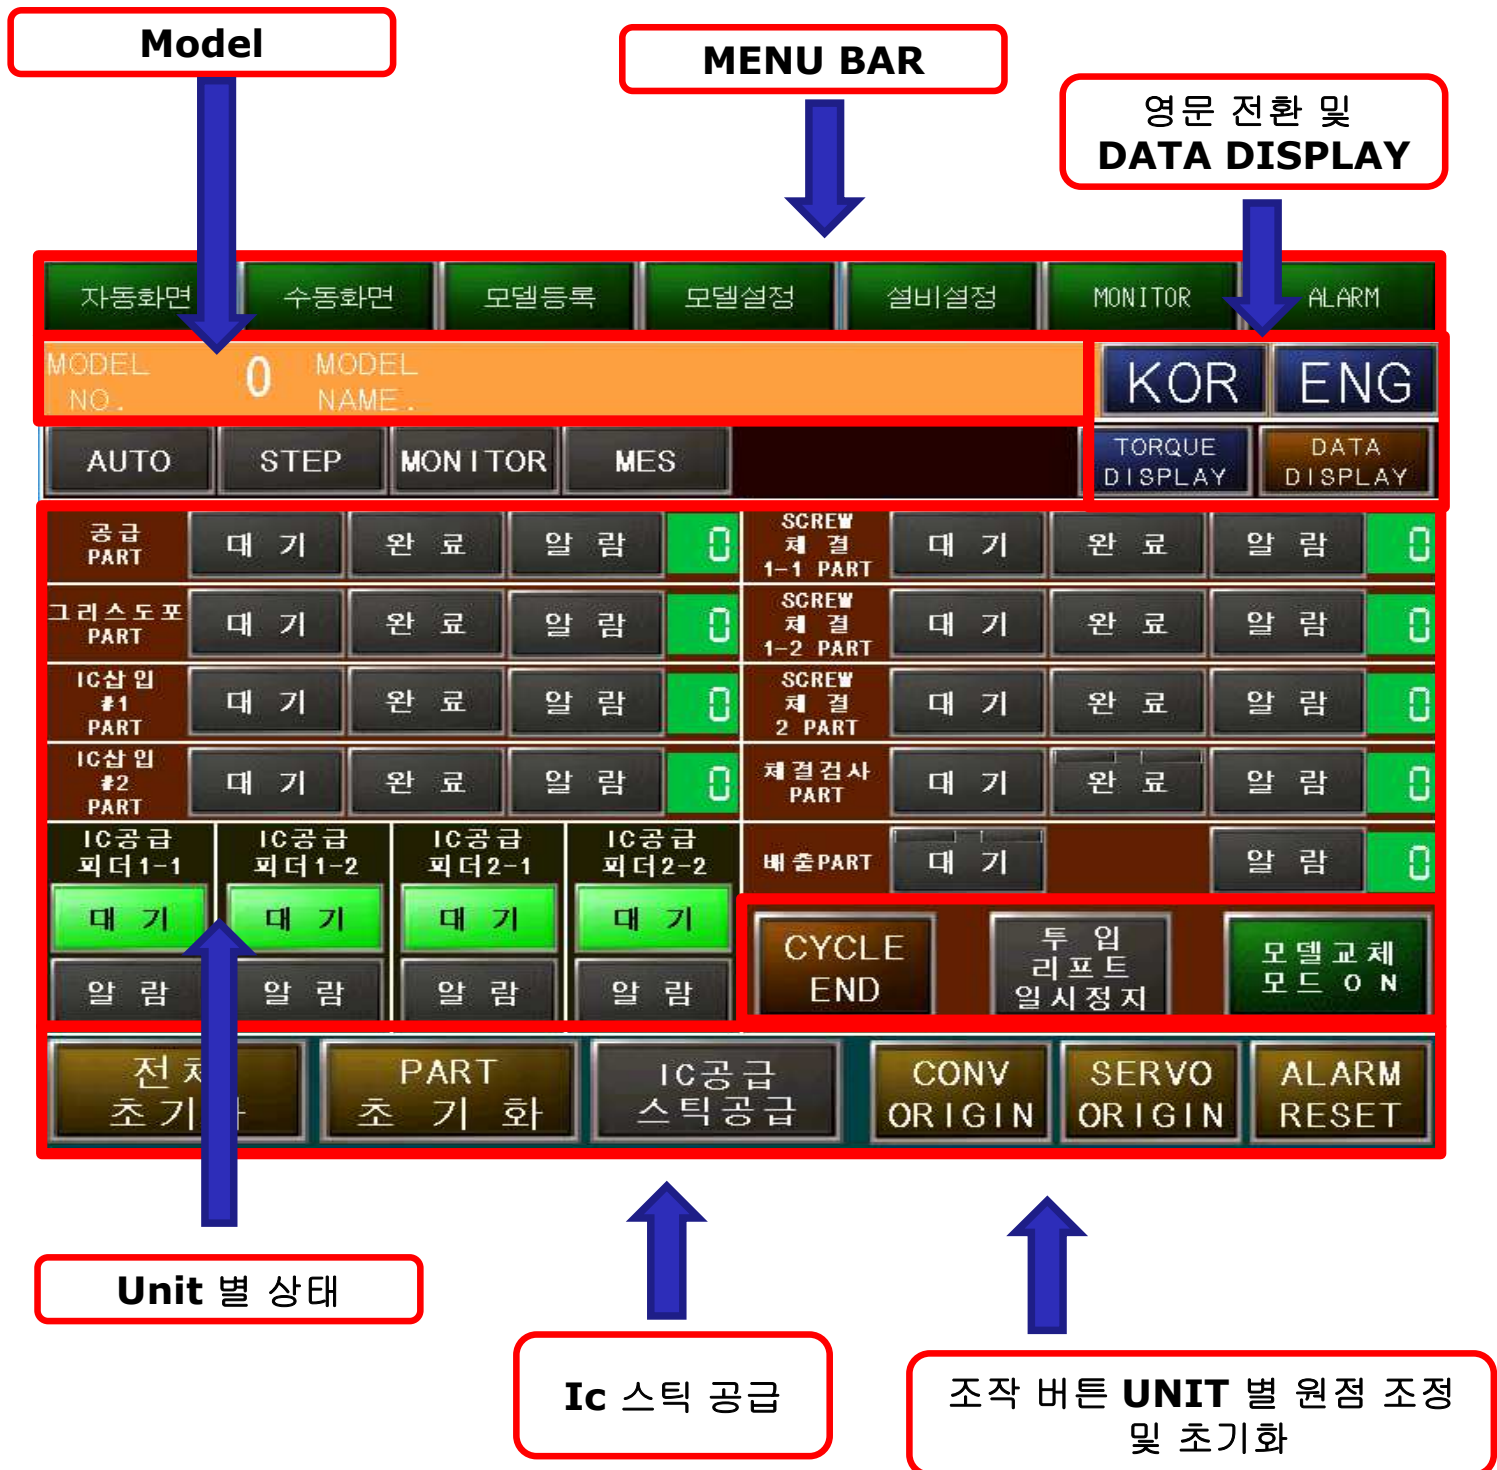 Model
MENU BAR
영문 전환 및
DATA DISPLAY
자동화면 수동화면 모델등록 모델설정 설비설정 MONITOR ALARM
MODEL NO. 0 MODEL NAME.
KOR ENG
AUTO STEP MONITOR MES
TORQUE DISPLAY
DATA DISPLAY
공급
PART
대 기 완 료 알 람 0
SCREW
체 결
1-1 PART
대 기 완 료 알 람 0
그리스도포
PART
대 기 완 료 알 람 0
SCREW
체 결
1-2 PART
대 기 완 료 알 람 0
IC삽입
#1
PART
대 기 완 료 알 람 0
SCREW
체 결
2 PART
대 기 완 료 알 람 0
IC삽입
#2
PART
대 기 완 료 알 람 0
체결검사
PART
대 기 완 료 알 람 0
IC공급
피더1-1
IC공급
피더1-2
IC공급
피더2-1
IC공급
피더2-2
대 기 대 기 대 기 대 기
알 람 알 람 알 람 알 람
배출PART 대 기 알 람 0
CYCLE
END
투 입
리프트
일시정지
모델교체
모드 ON
전체
초기화
PART
초 기 화
IC공급
스틱공급
CONV
ORIGIN
SERVO
ORIGIN
ALARM
RESET
Unit 별 상태
Ic 스틱 공급
조작 버튼 UNIT 별 원점 조정
및 초기화